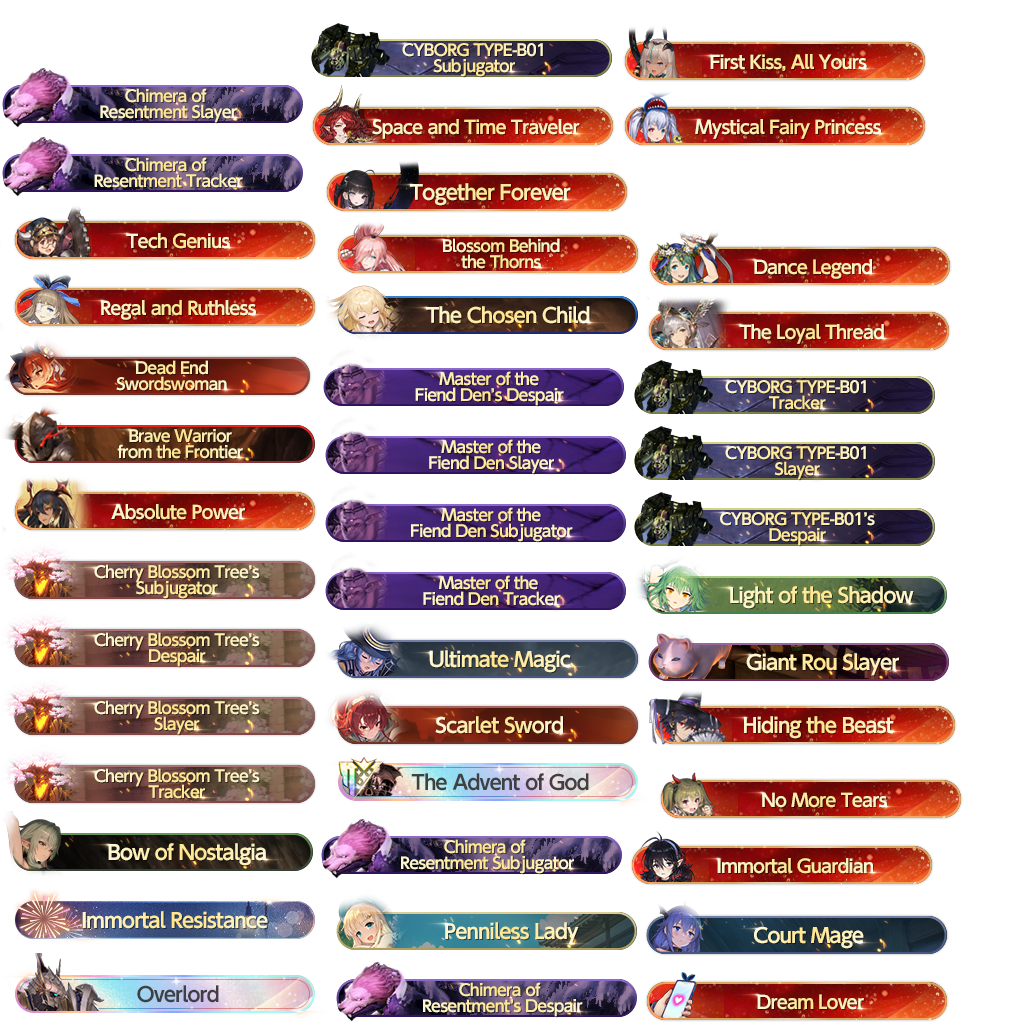 Chimera of
Resentment Slayer
Chimera of
Resentment Tracker
Tech Genius
Regal and Ruthless
Dead End
Swordswoman
Brave Warrior
from the Frontier
Absolute Power
Cherry Blossom Tree's
Subjugator
Cherry Blossom Tree's
Despair
Cherry Blossom Tree's
Slayer
Cherry Blossom Tree's
Tracker
Bow of Nostalgia
Immortal Resistance
Overlord
CYBORG TYPE-B01
Subjugator
Space and Time Traveler
Together Forever
Blossom Behind
the Thorns
The Chosen Child
Master of the
Fiend Den's Despair
Master of the
Fiend Den Slayer
Master of the
Fiend Den Subjugator
Master of the
Fiend Den Tracker
Ultimate Magic
Scarlet Sword
The Advent of God
Chimera of
Resentment Subjugator
Penniless Lady
Chimera of
Resentment's Despair
First Kiss, All Yours
Mystical Fairy Princess
Dance Legend
The Loyal Thread
CYBORG TYPE-B01
Tracker
CYBORG TYPE-B01
Slayer
CYBORG TYPE-B01's
Despair
Light of the Shadow
Giant Rou Slayer
Hiding the Beast
No More Tears
Immortal Guardian
Court Mage
Dream Lover